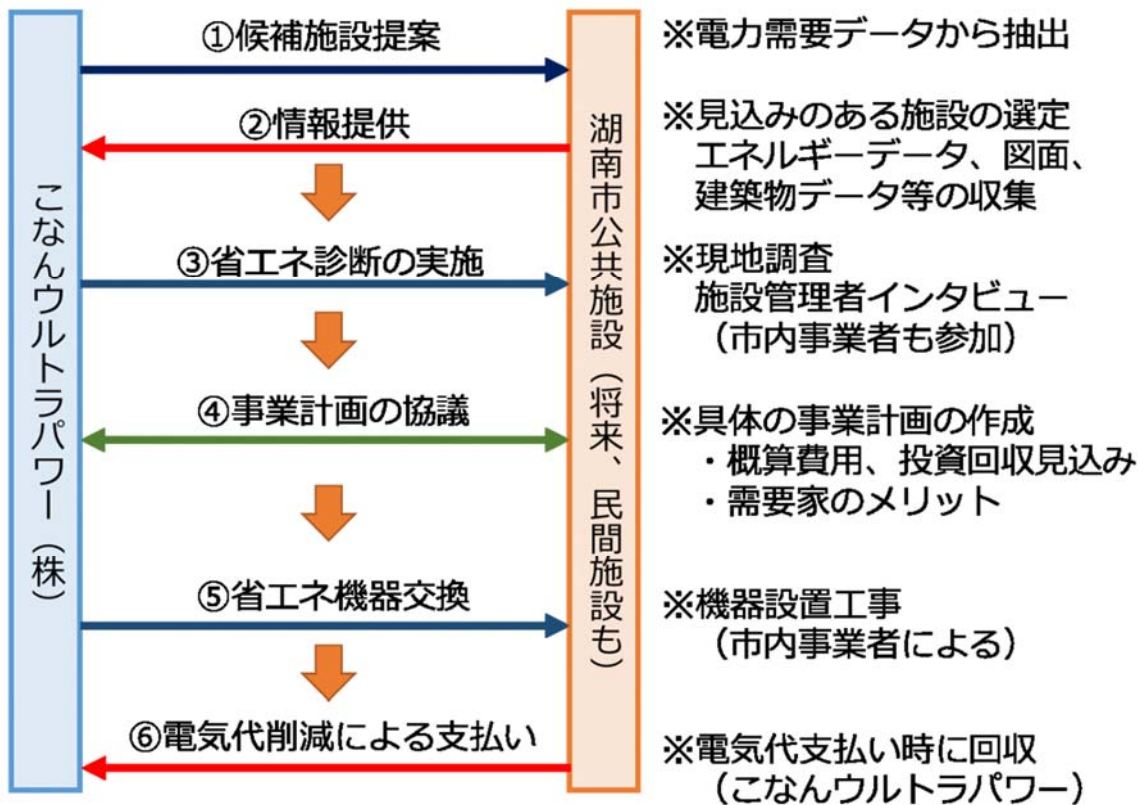 ①候補施設提案
※電力需要データから抽出
②情報提供
※見込みのある施設の選定
エネルギーデータ、図面、
建築物データ等の収集
③省エネ診断の実施
※現地調査
施設管理者インタビュー
（市内事業者も参加）
④事業計画の協議
※具体の事業計画の作成
・概算費用、投資回収見込み
・需要家のメリット
⑤省エネ機器交換
※機器設置工事
（市内事業者による）
⑥電気代削減による支払い
※電気代支払い時に回収
（こなんウルトラパワー）
こなんウルトラパワー（株）
湖南市公共施設（将来、民間施設も）